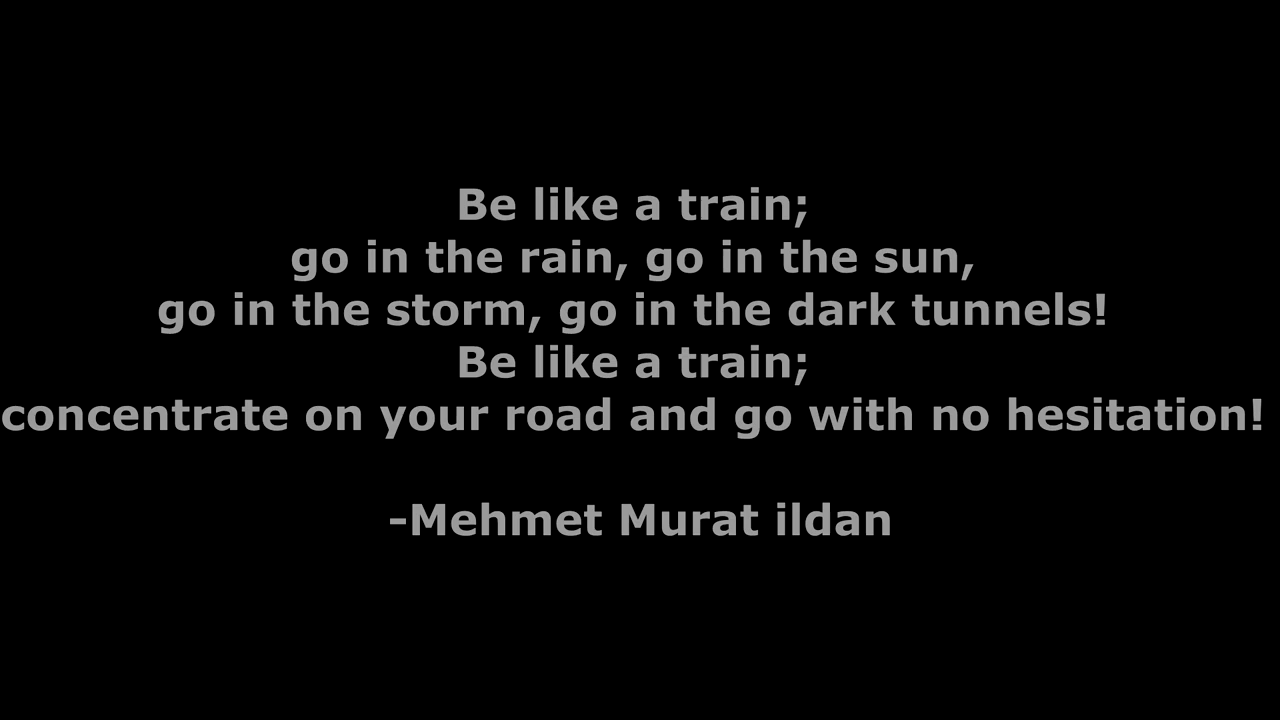 Be like a train;
go in the rain, go in the sun,
go in the storm, go in the dark tunnels!
Be like a train;
concentrate on your road and go with no hesitation!
-Mehmet Murat ildan